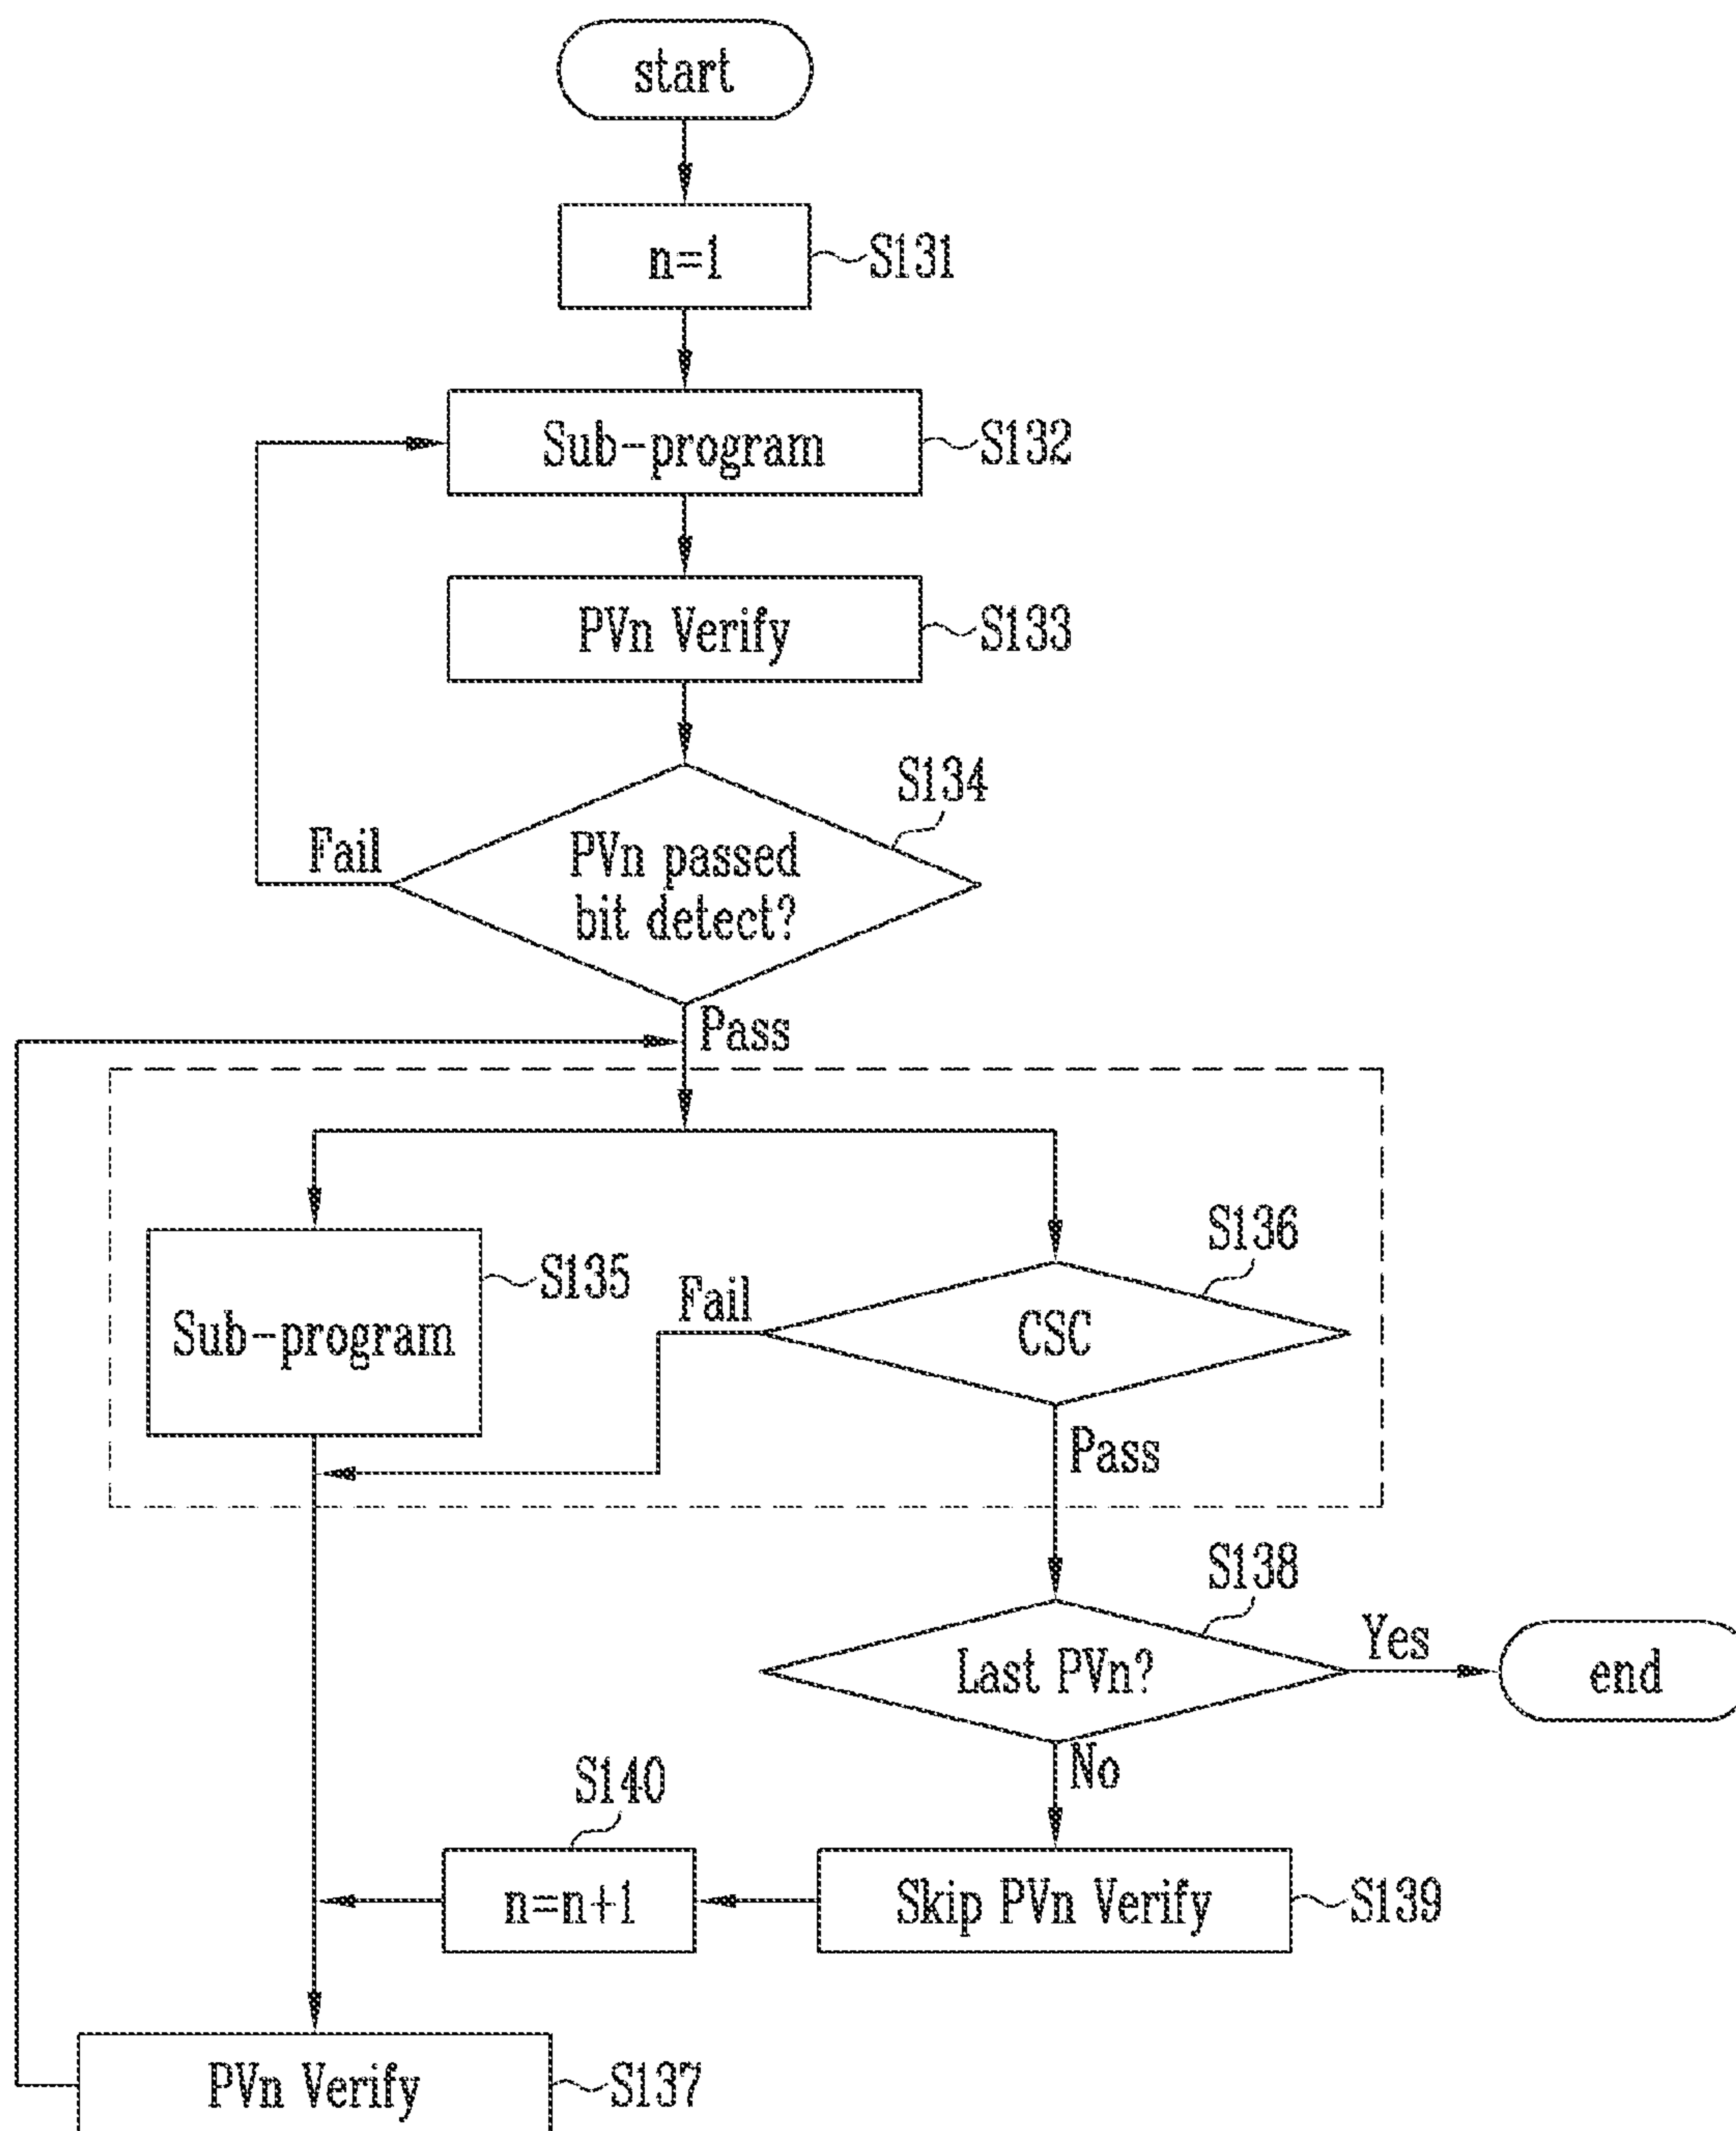 start
n=1
S131
Sub-program
S132
PVn Verify
S133
S134
Fail
PVn passed
bit detect?
Pass
S136
S135
Fail
Sub-program
CSC
Pass
S138
Yes
Last PVn?
end
No
S140
n=n+1
Skip PVn Verify
S139
PVn Verify
S137